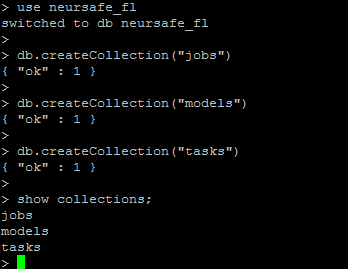 > use neursafe_fl
switched to db neursafe_fl
>
> db.createCollection("jobs")
{ "ok" : 1 }
>
> db.createCollection("models")
{ "ok" : 1 }
>
> db.createCollection("tasks")
{ "ok" : 1 }
>
> show collections;
jobs
models
tasks
>